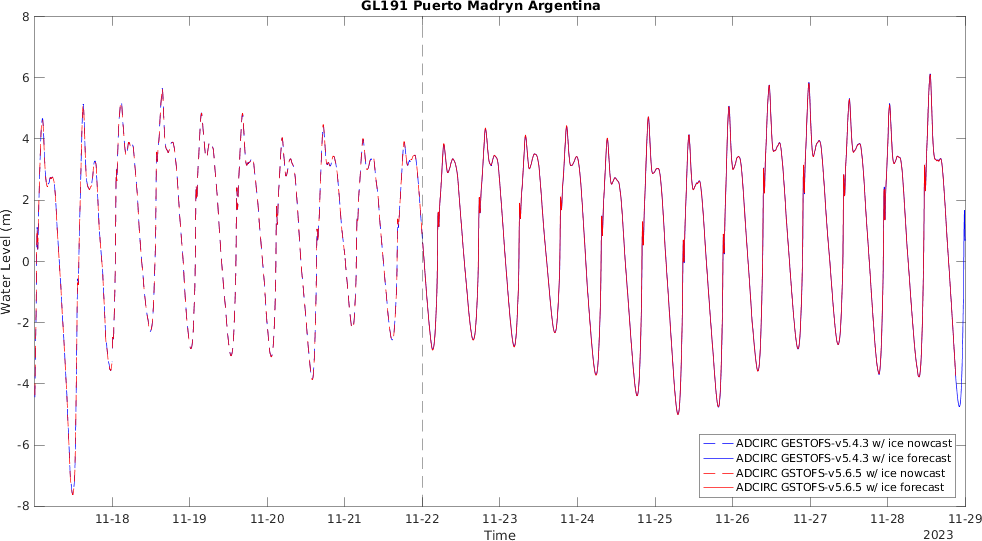 GL191 Puerto Madryn Argentina
8
6
4
2
0
-2
-4
-6
-8
Water Level (m)
11-18 11-19 11-20 11-21 11-22 11-23 11-24 11-25 11-26 11-27 11-28 11-29
Time
2023
ADCIRC GESTOFS-v5.4.3 w/ ice nowcast
ADCIRC GESTOFS-v5.4.3 w/ ice forecast
ADCIRC GSTOFS-v5.6.5 w/ ice nowcast
ADCIRC GSTOFS-v5.6.5 w/ ice forecast